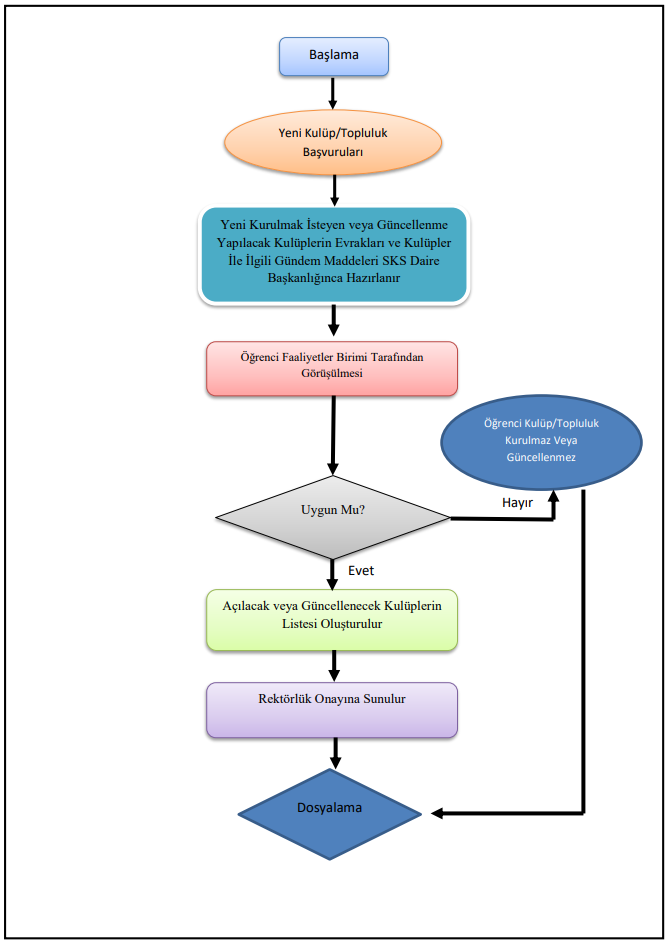 Başlama
Yeni Kulüp/Topluluk
Başvuruları
Yeni Kurulmak İsteyen veya Güncellenme
Yapılacak Kulüplerin Evrakları ve Kulüpler
İle İlgili Gündem Maddeleri SKS Daire
Başkanlığınca Hazırlanır
Öğrenci Faaliyetler Birimi Tarafından
Görüşülmesi
Öğrenci Kulüp/Topluluk
Kurulmaz Veya
Güncellenmez
Uygun Mu?
Hayır
Evet
Açılacak veya Güncellenecek Kulüplerin
Listesi Oluşturulur
Rektörlük Onayına Sunulur
Dosyalama